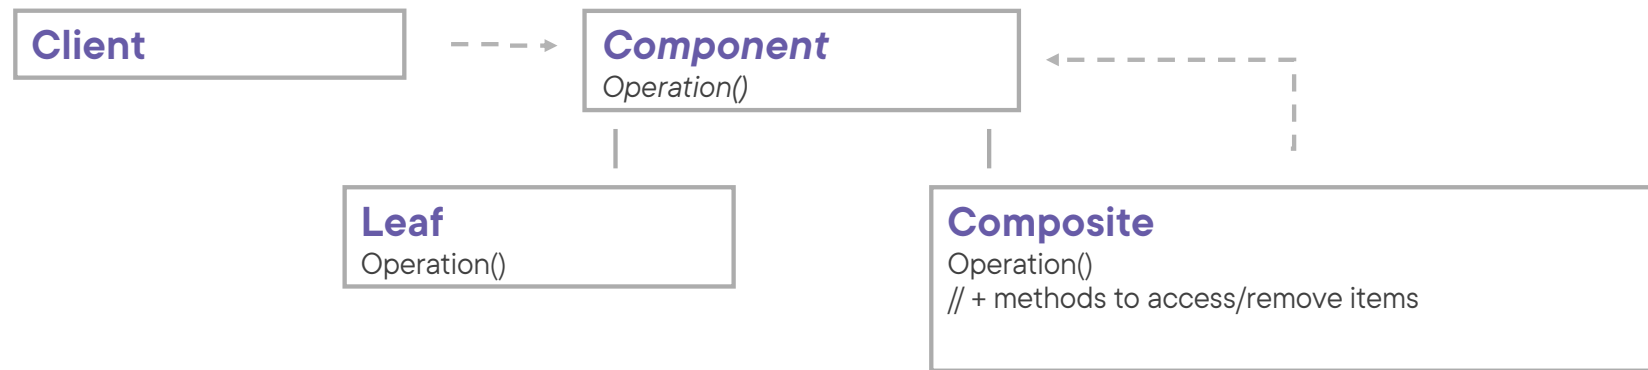 Client
Component
Operation()
Leaf
Operation()
Composite
Operation()
// + methods to access/remove items